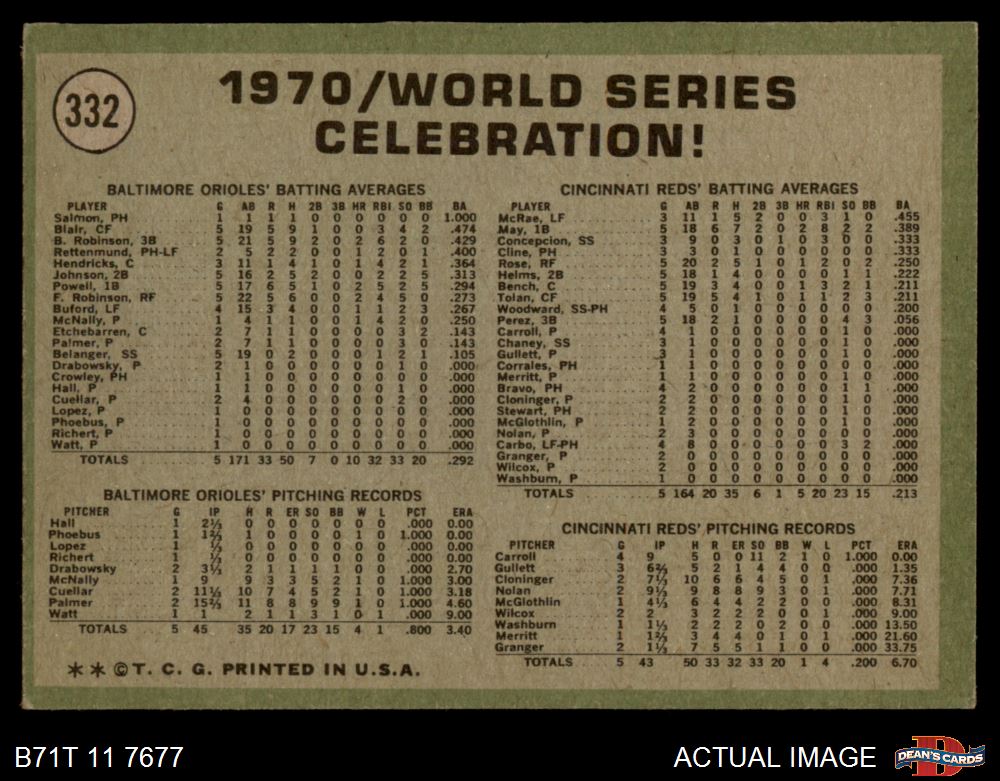 332
1970/WORLD SERIES
CELEBRATION!
BALTIMORE ORIOLES' BATTING AVERAGES
PLAYER G AB R H 2B 3B HR RBI SO BB BA
Salmon, PH 1 1 1 1 0 0 0 0 0 0 1.000
Blair, CF 5 19 5 9 1 0 0 3 4 2 .474
B. Robinson, 3B 5 21 5 9 2 0 2 6 2 0 .429
Rettenmund, PH-LF 2 5 2 2 0 0 1 2 0 1 .400
Hendricks, C 3 11 1 4 1 0 1 4 2 1 .364
Johnson, 2B 5 16 2 5 2 0 0 2 2 5 .313
Powell, 1B 5 17 6 5 1 0 2 5 2 5 .294
F. Robinson, RF 5 22 5 6 0 0 2 4 5 0 .273
Buford, LF 4 15 3 4 0 0 1 1 2 3 .267
McNally, P 1 4 1 1 0 0 1 4 2 0 .250
Etchebarren, C 2 7 1 1 0 0 0 0 3 2 .143
Palmer, P 2 7 1 1 0 0 0 0 3 0 .143
Belanger, SS 5 19 0 2 0 0 0 1 2 1 .105
Drabowsky, P 2 1 0 0 0 0 0 0 1 0 .000
Crowley, PH 1 1 0 0 0 0 0 0 0 0 .000
Hall, P 1 1 0 0 0 0 0 0 1 0 .000
Cuellar, P 2 4 0 0 0 0 0 0 2 0 .000
Lopez, P 1 0 0 0 0 0 0 0 0 0 .000
Phoebus, P 1 0 0 0 0 0 0 0 0 0 .000
Richert, P 1 0 0 0 0 0 0 0 0 0 .000
Watt, P 1 0 0 0 0 0 0 0 0 0 .000
TOTALS 5 171 33 50 7 0 10 32 33 20 .292
BALTIMORE ORIOLES' PITCHING RECORDS
PITCHER G IP H R ER SO BB W L PCT ERA
Hall 1 2⅓ 0 0 0 0 0 0 0 .000 0.00
Phoebus 1 1⅔ 1 0 0 0 0 1 0 1.000 0.00
Lopez 1 ⅓ 0 0 0 0 0 0 0 .000 0.00
Richert 1 ⅓ 0 0 0 0 0 0 0 .000 0.00
Drabowsky 2 3⅓ 2 1 1 1 1 0 0 .000 2.70
McNally 1 9 9 3 3 5 2 1 0 1.000 3.00
Cuellar 2 11⅓ 10 7 4 5 2 1 0 1.000 3.18
Palmer 2 15⅔ 11 8 8 9 9 1 0 1.000 4.60
Watt 1 1 2 1 1 3 1 0 1 .000 9.00
TOTALS 5 45 35 20 17 23 15 4 1 .800 3.40
** ©T. C. G. PRINTED IN U.S.A.
CINCINNATI REDS' BATTING AVERAGES
PLAYER G AB R H 2B 3B HR RBI SO BB BA
McRae, LF 3 11 1 5 2 0 0 3 1 0 .455
May, 1B 5 18 6 7 2 0 2 8 2 2 .389
Concepcion, SS 3 9 0 3 0 1 0 3 0 0 .333
Cline, PH 3 3 0 1 0 0 0 0 0 0 .333
Rose, RF 5 20 2 5 1 0 1 2 0 2 .250
Helms, 2B 5 18 1 4 0 0 0 0 1 1 .222
Bench, C 5 19 3 4 0 0 1 3 2 1 .211
Tolan, CF 5 19 5 4 1 0 1 1 2 3 .211
Woodward, SS-PH 4 5 0 1 0 0 0 0 0 0 .200
Perez, 3B 5 18 2 1 0 0 0 0 4 3 .056
Carroll, P 4 1 0 0 0 0 0 0 1 0 .000
Chaney, SS 3 1 0 0 0 0 0 0 1 0 .000
Gullett, P 3 1 0 0 0 0 0 0 1 0 .000
Corrales, PH 1 1 0 0 0 0 0 0 0 0 .000
Merritt, P 1 1 0 0 0 0 0 0 1 0 .000
Bravo, PH 4 2 0 0 0 0 0 0 1 1 .000
Cloninger, P 2 2 0 0 0 0 0 0 1 0 .000
Stewart, PH 2 2 0 0 0 0 0 0 1 0 .000
McGlothlin, P 1 2 0 0 0 0 0 0 1 0 .000
Nolan, P 2 3 0 0 0 0 0 0 0 0 .000
Carbo, LF-PH 4 8 0 0 0 0 0 0 3 2 .000
Granger, P 2 0 0 0 0 0 0 0 0 0 .000
Wilcox, P 2 0 0 0 0 0 0 0 0 0 .000
Washburn, P 1 0 0 0 0 0 0 0 0 0 .000
TOTALS 5 164 20 35 6 1 5 20 23 15 .213
CINCINNATI REDS' PITCHING RECORDS
PITCHER G IP H R ER SO BB W L PCT ERA
Carroll 4 9 5 0 0 11 2 1 0 1.000 0.00
Gullett 3 6⅔ 5 2 1 4 4 0 0 .000 1.35
Cloninger 2 7⅓ 10 6 6 4 5 0 1 .000 7.36
Nolan 2 9⅓ 9 8 8 9 3 0 1 .000 7.71
McGlothlin 1 4⅓ 6 4 4 2 2 0 0 .000 8.31
Wilcox 2 2 3 2 2 2 0 0 1 .000 9.00
Washburn 1 1⅓ 2 2 2 0 2 0 0 .000 13.50
Merritt 1 1⅔ 3 4 4 0 1 0 1 .000 21.60
Granger 2 1⅓ 7 5 5 1 1 0 0 .000 33.75
TOTALS 5 43 50 33 32 33 20 1 4 .200 6.70
B71T 11 7677
ACTUAL IMAGE
DEAN'S CARDS